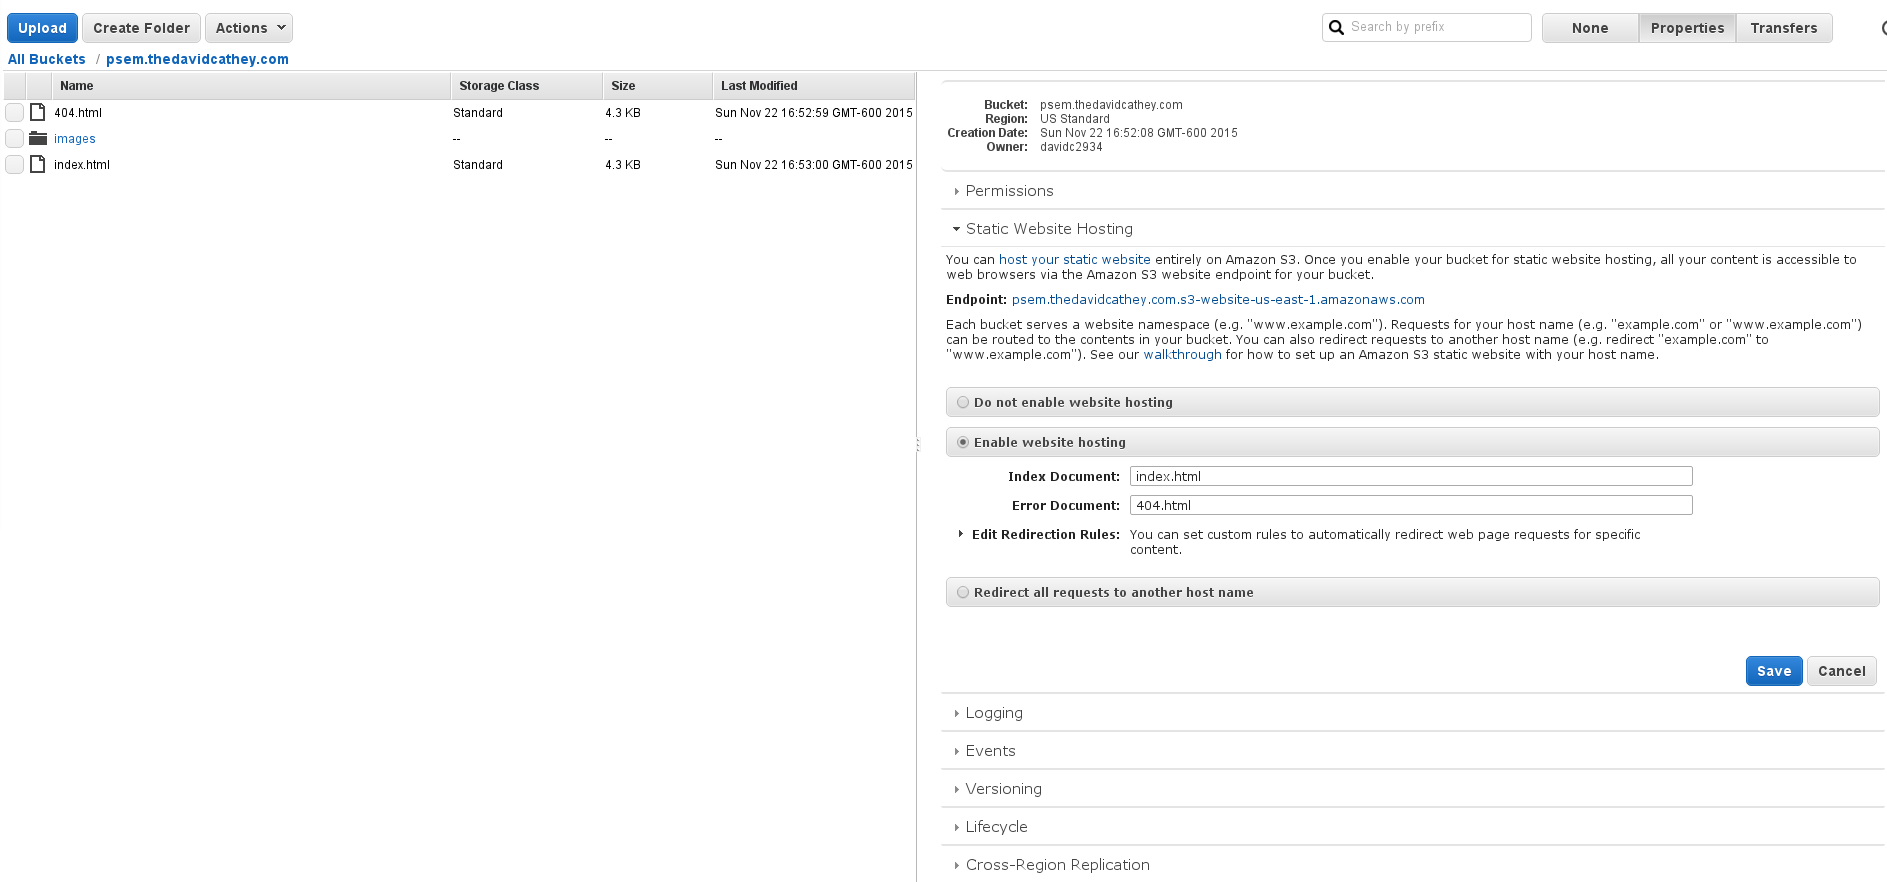 Upload Create Folder Actions Search by prefix None Properties Transfers
All Buckets / psem.thedavidcathey.com
Name Storage Class Size Last Modified
404.html Standard 4.3 KB Sun Nov 22 16:52:59 GMT-600 2015
images -- -- --
index.html Standard 4.3 KB Sun Nov 22 16:53:00 GMT-600 2015
Bucket: psem.thedavidcathey.com
Region: US Standard
Creation Date: Sun Nov 22 16:52:08 GMT-600 2015
Owner: davidc2934
Permissions
Static Website Hosting
You can host your static website entirely on Amazon S3. Once you enable your bucket for static website hosting, all your content is accessible to
web browsers via the Amazon S3 website endpoint for your bucket.
Endpoint: psem.thedavidcathey.com.s3-website-us-east-1.amazonaws.com
Each bucket serves a website namespace (e.g. "www.example.com"). Requests for your host name (e.g. "example.com" or "www.example.com")
can be routed to the contents in your bucket. You can also redirect requests to another host name (e.g. redirect "example.com" to
"www.example.com"). See our walkthrough for how to set up an Amazon S3 static website with your host name.
Do not enable website hosting
Enable website hosting
Index Document: index.html
Error Document: 404.html
Edit Redirection Rules: You can set custom rules to automatically redirect web page requests for specific
content.
Redirect all requests to another host name
Save Cancel
Logging
Events
Versioning
Lifecycle
Cross-Region Replication